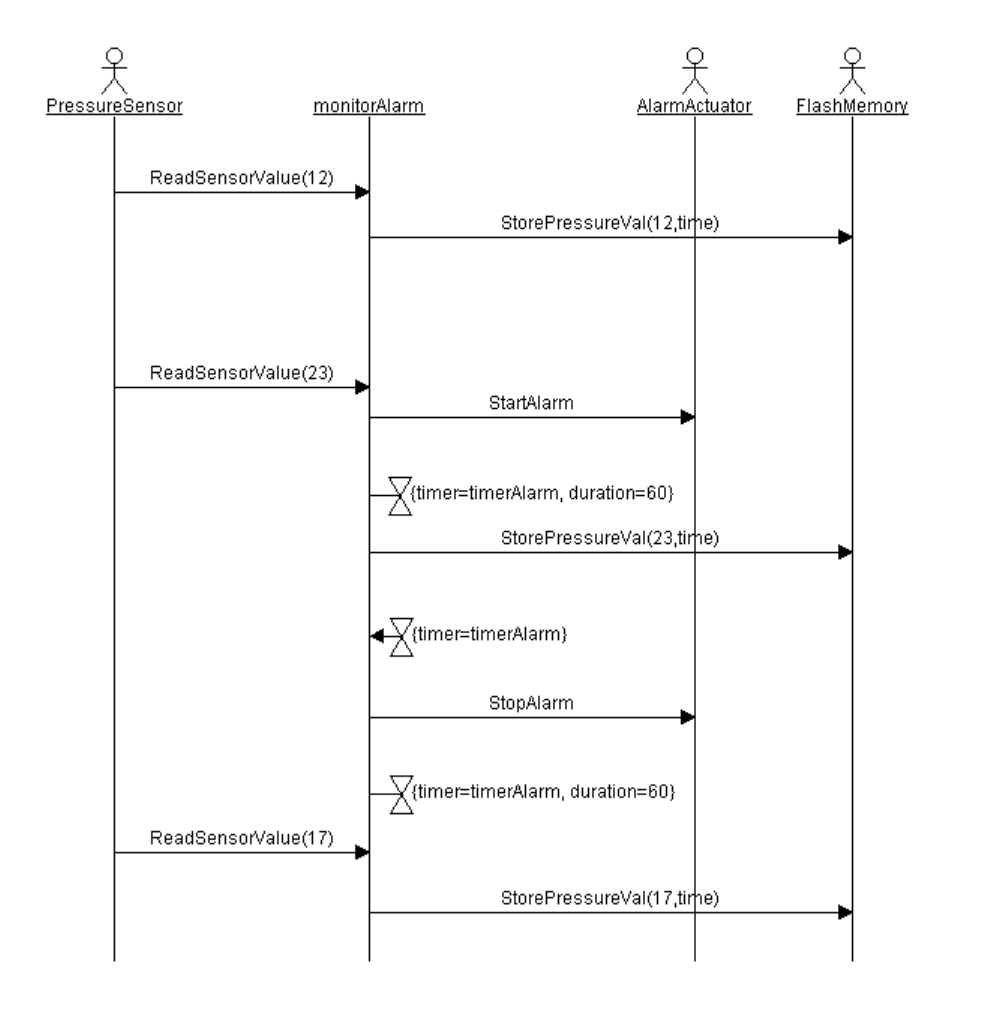 PressureSensor
monitorAlarm
AlarmActuator
FlashMemory
ReadSensorValue(12)
StorePressureVal(12,time)
ReadSensorValue(23)
StartAlarm
{timer=timerAlarm, duration=60}
StorePressureVal(23,time)
{timer=timerAlarm}
StopAlarm
{timer=timerAlarm, duration=60}
ReadSensorValue(17)
StorePressureVal(17,time)